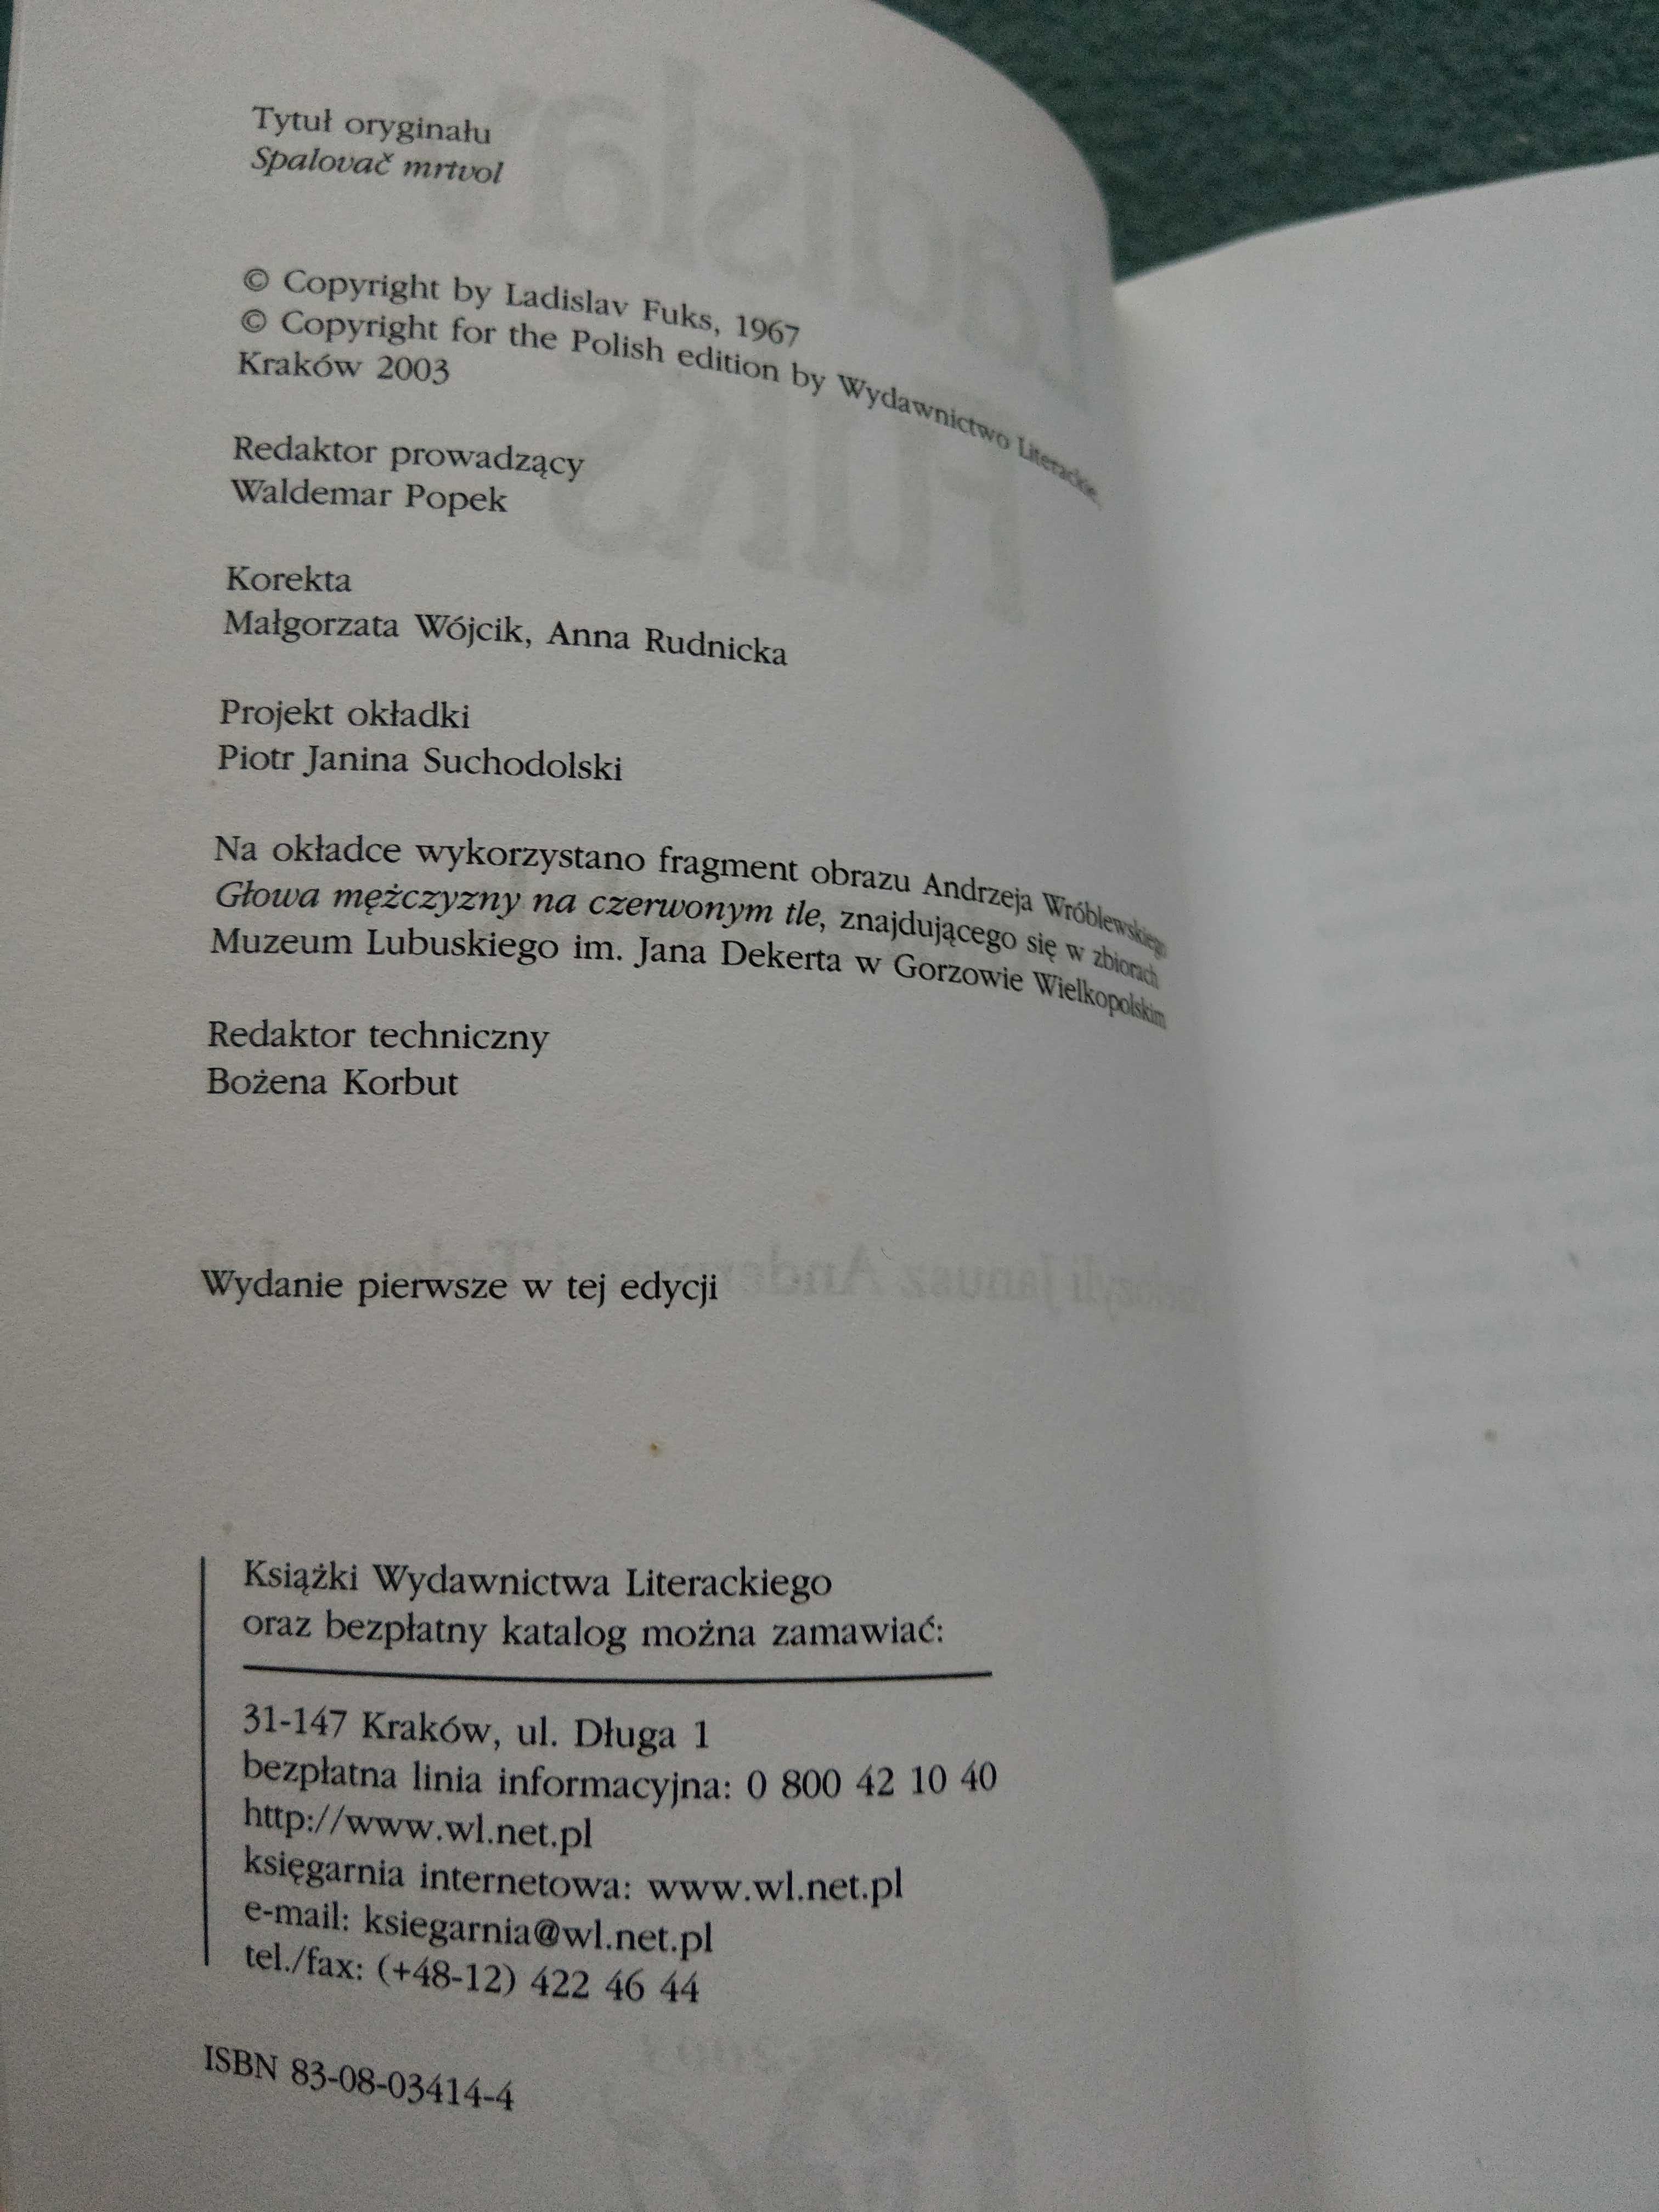 Tytuł oryginału
Spalovač mrtvol
© Copyright by Ladislav Fuks, 1967
© Copyright for the Polish edition by Wydawnictwo Literackie,
Kraków 2003
Redaktor prowadzący
Waldemar Popek
Korekta
Małgorzata Wójcik, Anna Rudnicka
Projekt okładki
Piotr Janina Suchodolski
Na okładce wykorzystano fragment obrazu Andrzeja Wróblewskiego
Głowa mężczyzny na czerwonym tle, znajdującego się w zbiorach
Muzeum Lubuskiego im. Jana Dekerta w Gorzowie Wielkopolskim
Redaktor techniczny
Bożena Korbut
Wydanie pierwsze w tej edycji
Książki Wydawnictwa Literackiego
oraz bezpłatny katalog można zamawiać:
31-147 Kraków, ul. Długa 1
bezpłatna linia informacyjna: 0 800 42 10 40
http://www.wl.net.pl
księgarnia internetowa: www.wl.net.pl
e-mail: ksiegarnia@wl.net.pl
tel./fax: (+48-12) 422 46 44
ISBN 83-08-03414-4